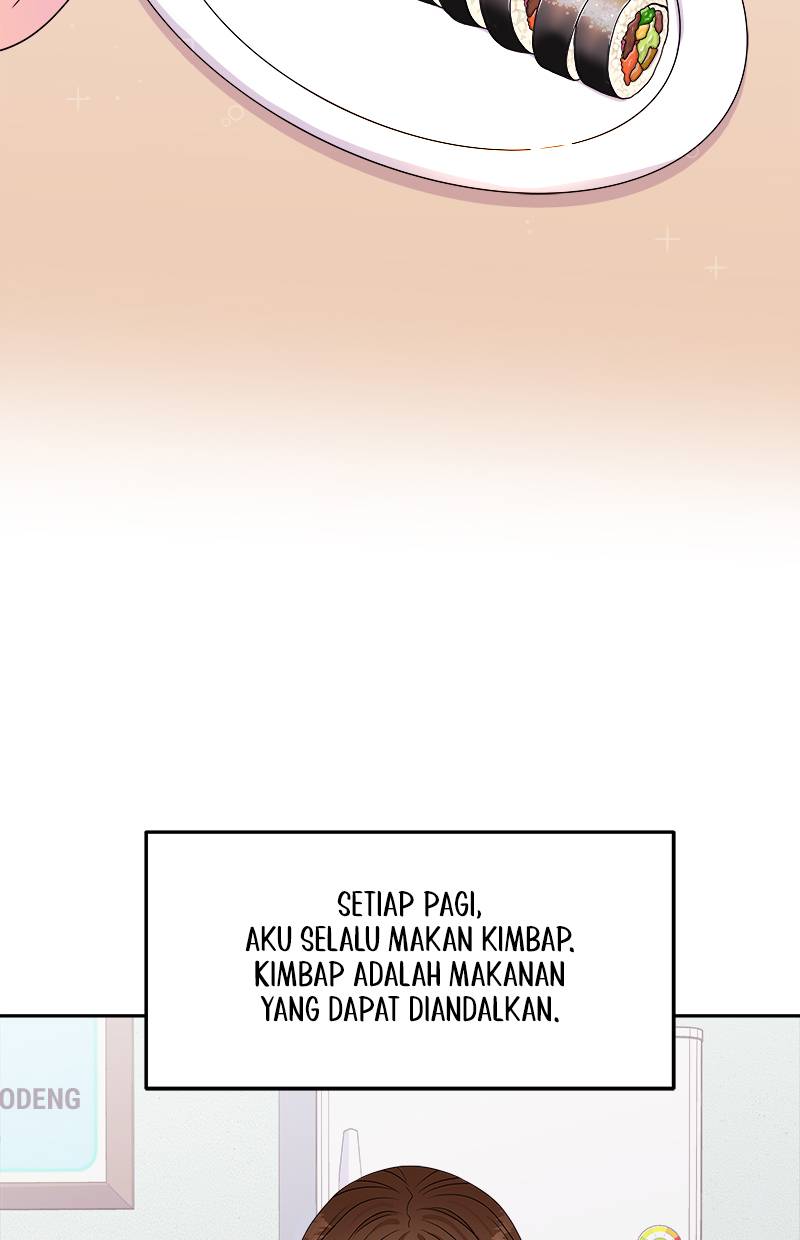 SETIAP PAGI,
AKU SELALU MAKAN KIMBAP.
KIMBAP ADALAH MAKANAN
YANG DAPAT DIANDALKAN.
ODENG